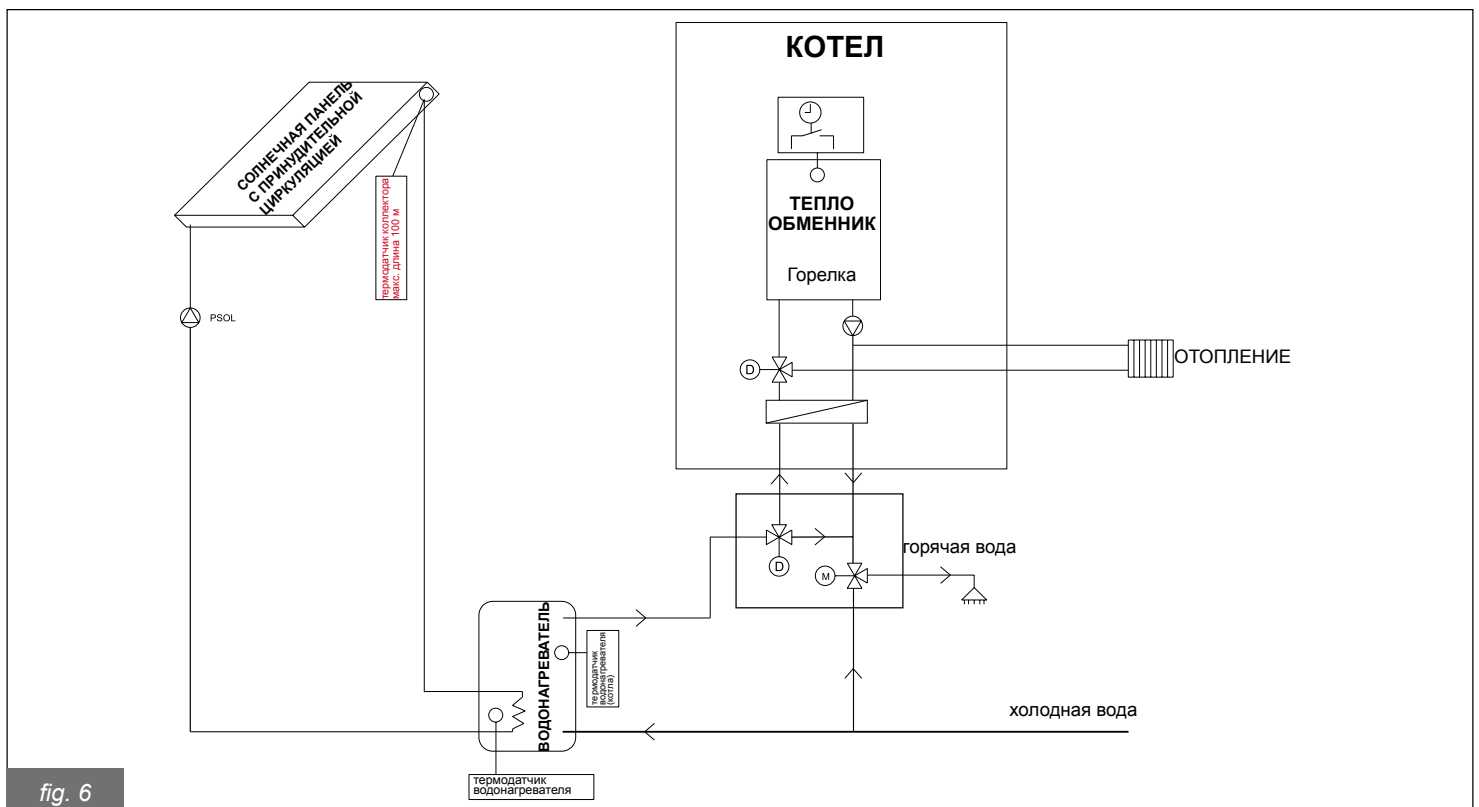 КОТЕЛ
СОЛНЕЧНАЯ ПАНЕЛЬ
С ПРИНУДИТЕЛЬНОЙ
ЦИРКУЛЯЦИЕЙ
термодатчик коллектора
макс. длина 100 м
ТЕПЛО
ОБМЕННИК
Горелка
PSOL
D
ОТОПЛЕНИЕ
D
M
горячая вода
ВОДОНАГРЕВАТЕЛЬ
термодатчик
водонагревателя
(котла)
холодная вода
термодатчик
водонагревателя
fig. 6